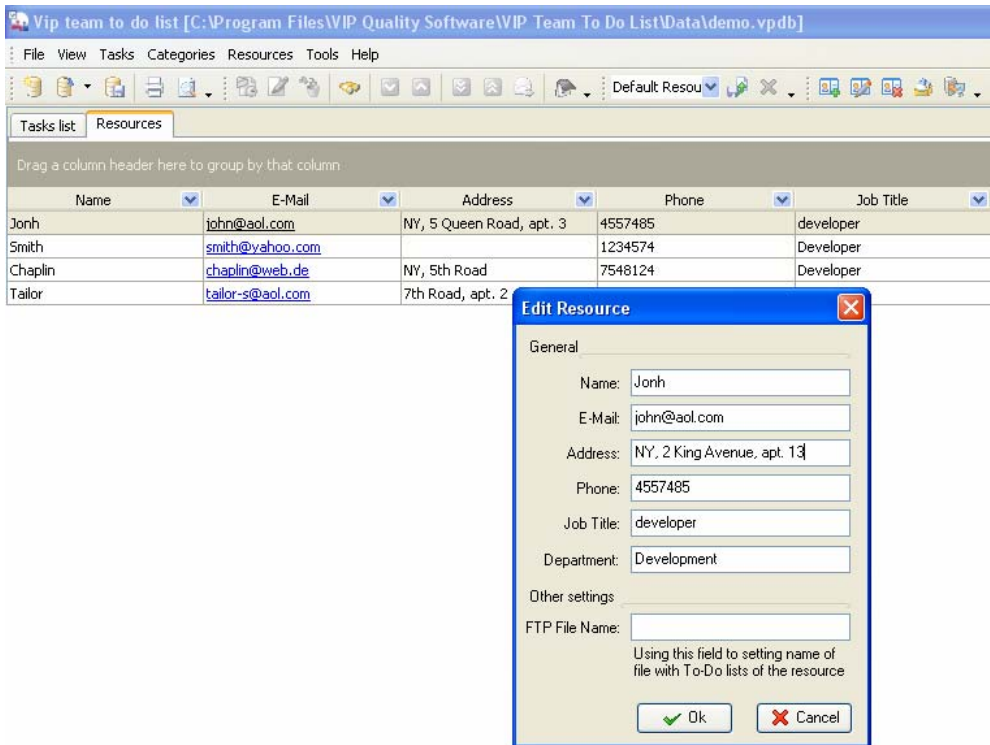 Vip team to do list [C:\Program Files\VIP Quality Software\VIP Team To Do List\Data\demo.vpdb]
File View Tasks Categories Resources Tools Help
Default Resou
Tasks list Resources
Drag a column header here to group by that column
Name E-Mail Address Phone Job Title
Jonh john@aol.com NY, 5 Queen Road, apt. 3 4557485 developer
Smith smith@yahoo.com 1234574 Developer
Chaplin chaplin@web.de NY, 5th Road 7548124 Developer
Tailor tailor-s@aol.com 7th Road, apt. 2
Edit Resource
General
Name: Jonh
E-Mail: john@aol.com
Address: NY, 2 King Avenue, apt. 13
Phone: 4557485
Job Title: developer
Department: Development
Other settings
FTP File Name:
Using this field to setting name of
file with To-Do lists of the resource
Ok Cancel